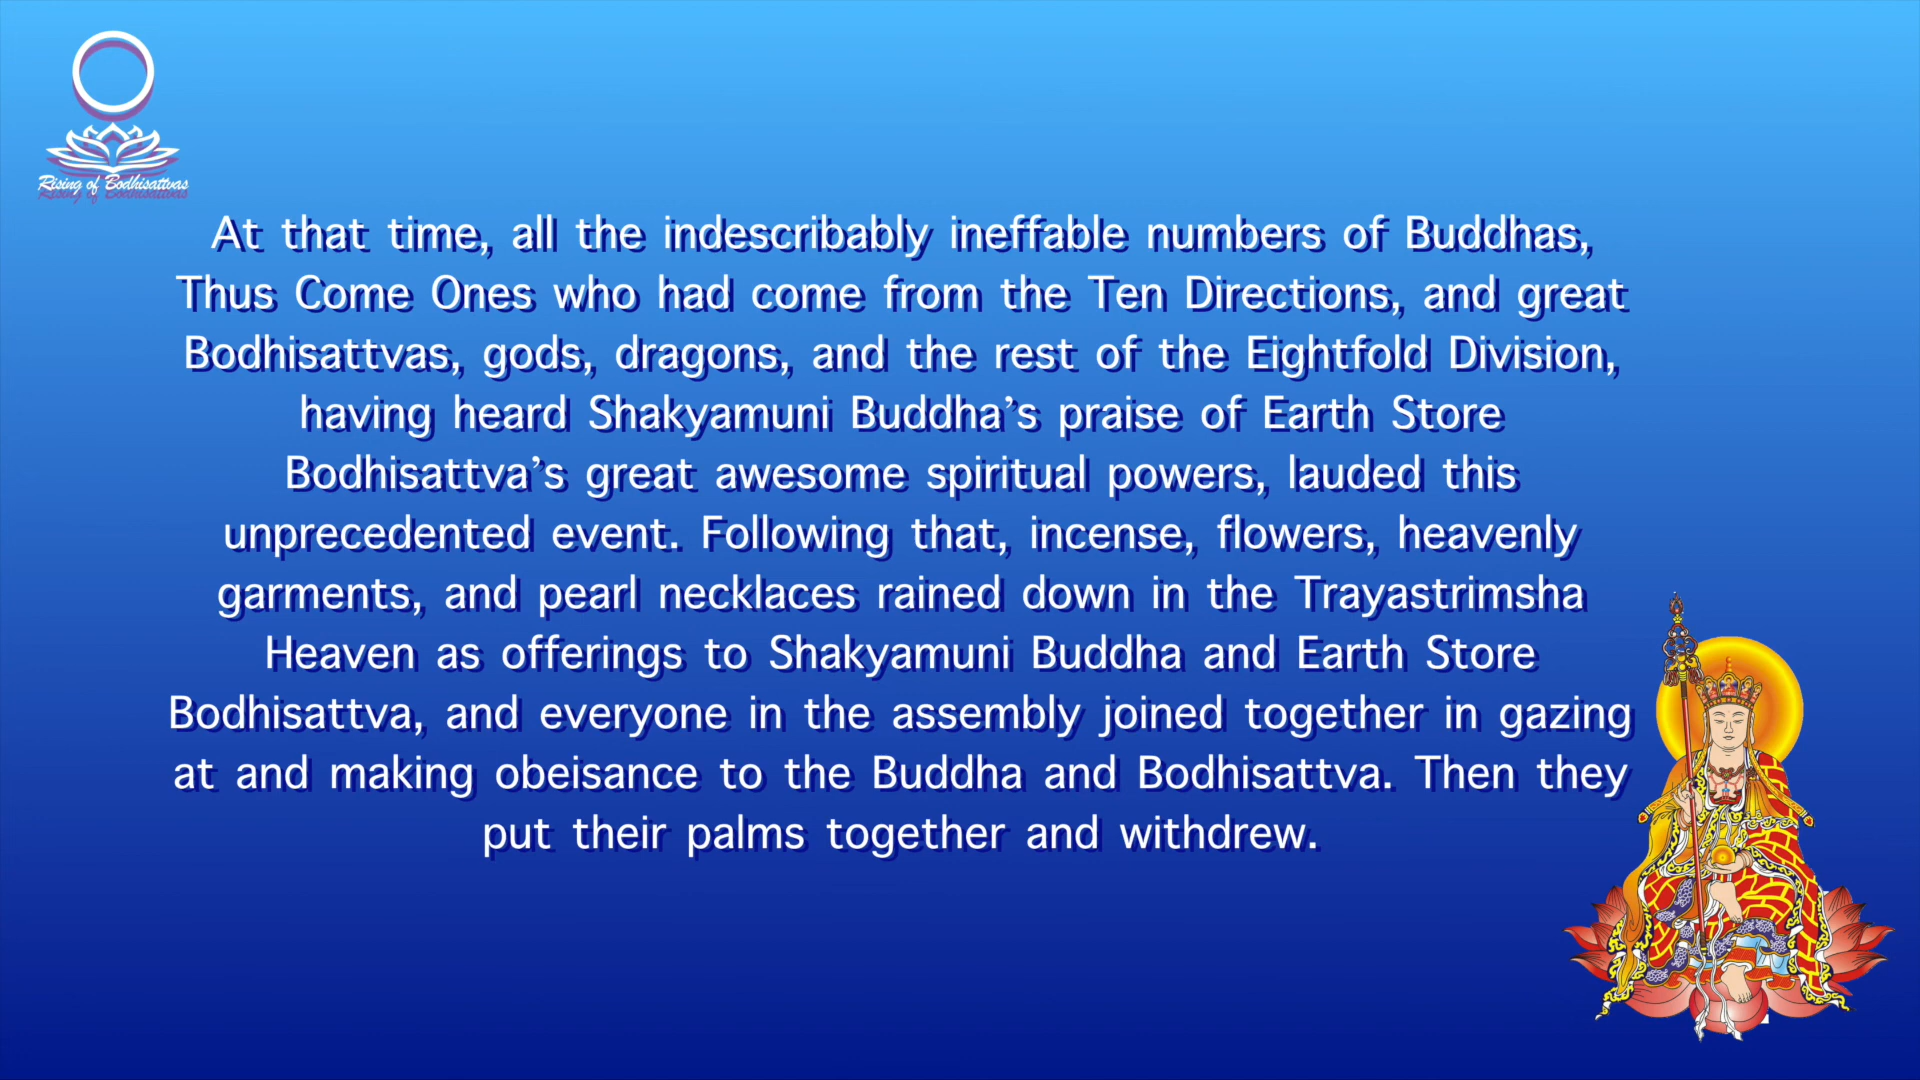 Rising of Bodhisattvas
At that time, all the indescribably ineffable numbers of Buddhas,
Thus Come Ones who had come from the Ten Directions, and great
Bodhisattvas, gods, dragons, and the rest of the Eightfold Division,
having heard Shakyamuni Buddha’s praise of Earth Store
Bodhisattva’s great awesome spiritual powers, lauded this
unprecedented event. Following that, incense, flowers, heavenly
garments, and pearl necklaces rained down in the Trayastrimsha
Heaven as offerings to Shakyamuni Buddha and Earth Store
Bodhisattva, and everyone in the assembly joined together in gazing
at and making obeisance to the Buddha and Bodhisattva. Then they
put their palms together and withdrew.